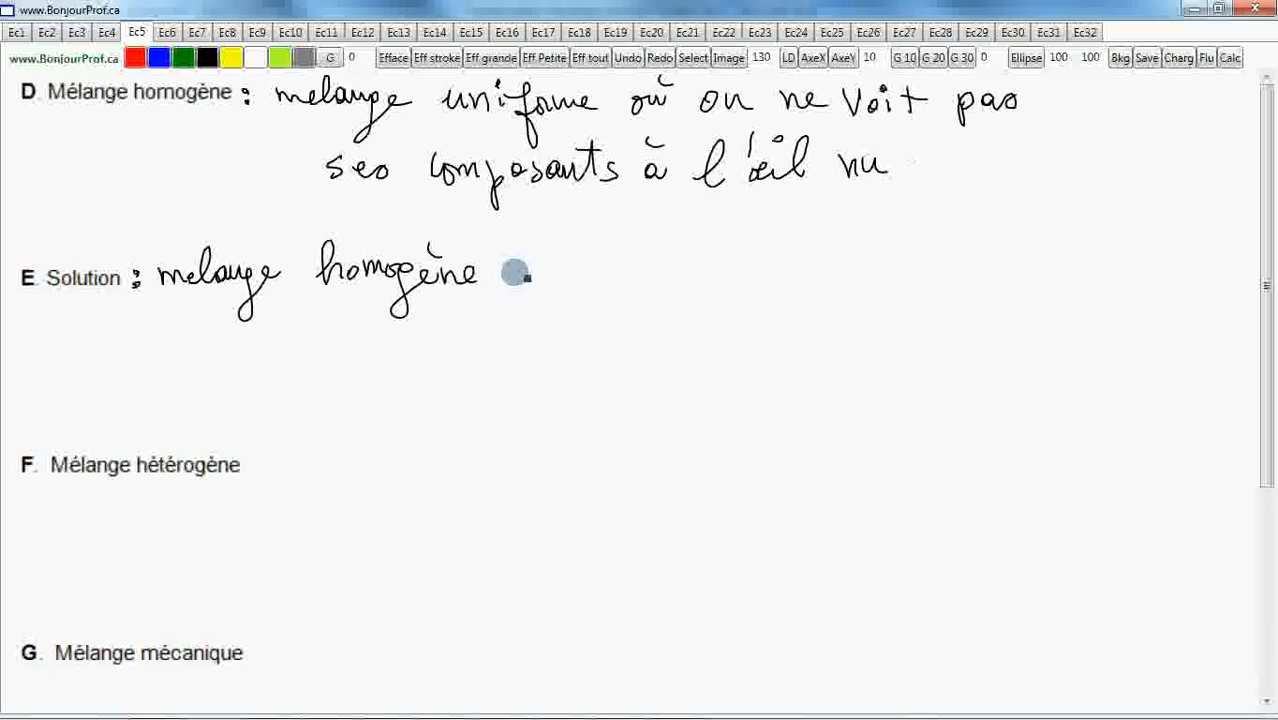 www.BonjourProf.ca
Ec1 Ec2 Ec3 Ec4 Ec5 Ec6 Ec7 Ec8 Ec9 Ec10 Ec11 Ec12 Ec13 Ec14 Ec15 Ec16 Ec17 Ec18 Ec19 Ec20 Ec21 Ec22 Ec23 Ec24 Ec25 Ec26 Ec27 Ec28 Ec29 Ec30 Ec31 Ec32
www.BonjourProf.ca G 0 Efface Eff stroke Eff grande Eff Petite Eff tout Undo Redo Select Image 130 LD AxeX AxeY 10 G 10 G 20 G 30 0 Ellipse 100 100 Bkg Save Charg Flu Calc
D. Mélange homogène : melange uniforme où on ne voit pas
ses composants à l'œil nu
E. Solution : melange homogène
F. Mélange hétérogène
G. Mélange mécanique